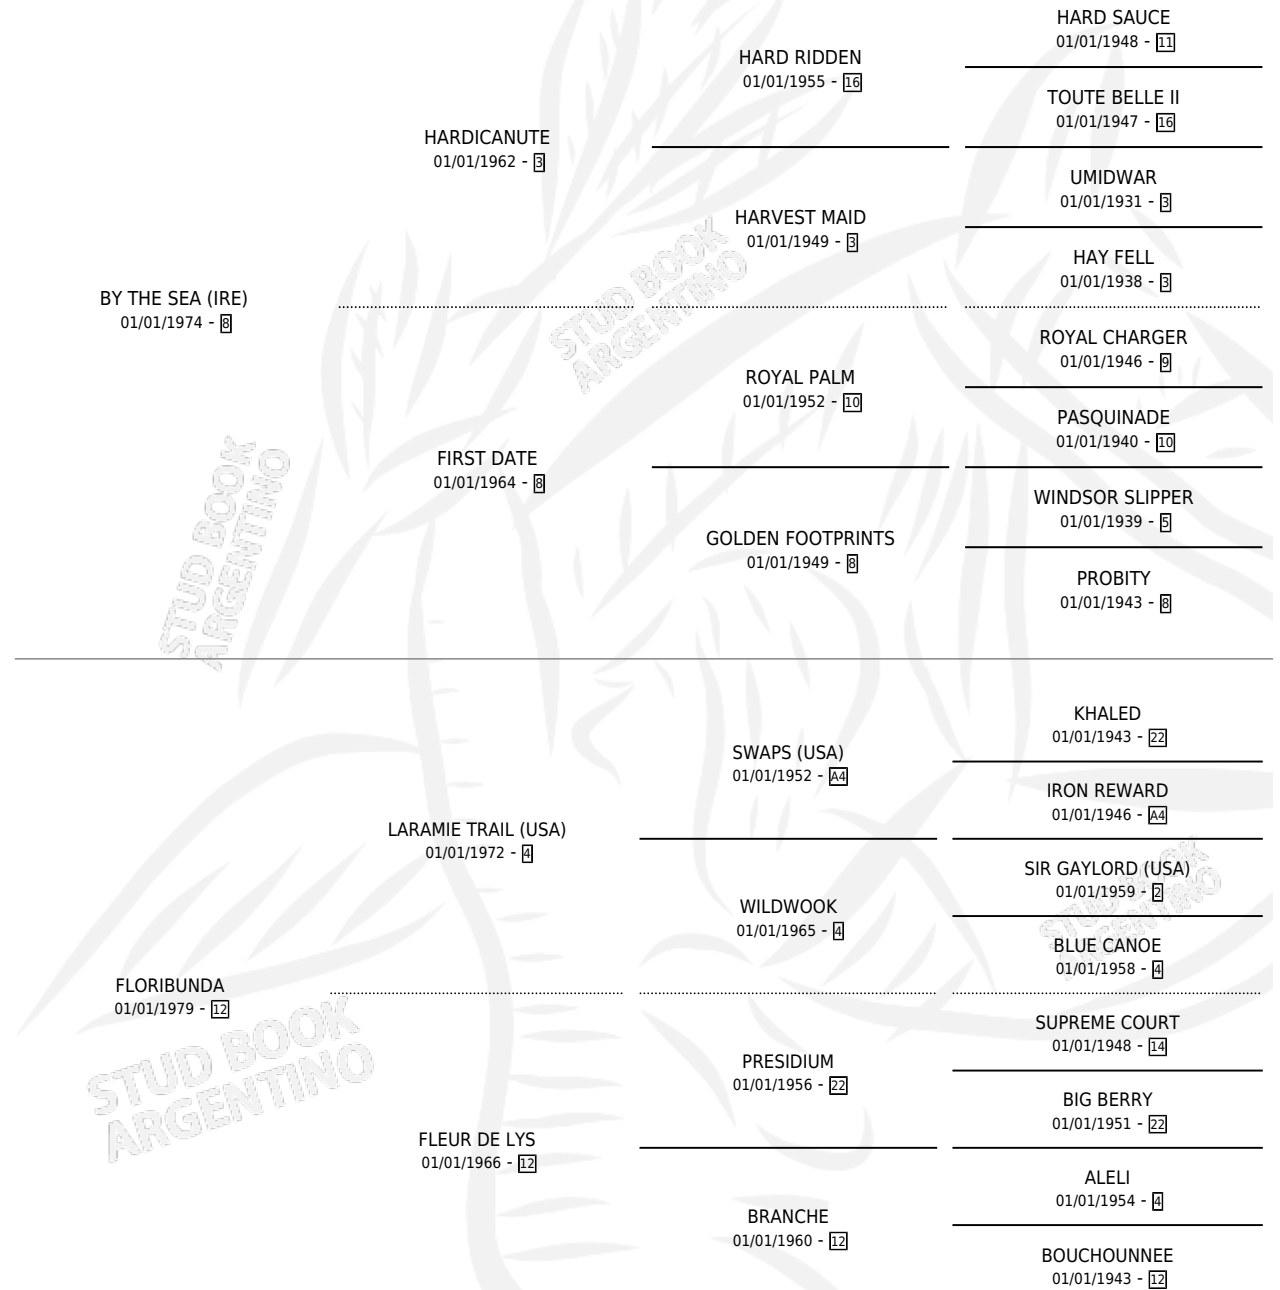 HARD SAUCE
01/01/1948 - 11
HARD RIDDEN
01/01/1955 - 16
TOUTE BELLE II
01/01/1947 - 16
HARDICANUTE
01/01/1962 - 3
UMIDWAR
01/01/1931 - 3
HARVEST MAID
01/01/1949 - 3
HAY FELL
01/01/1938 - 3
BY THE SEA (IRE)
01/01/1974 - 8
ROYAL CHARGER
01/01/1946 - 9
ROYAL PALM
01/01/1952 - 10
PASQUINADE
01/01/1940 - 10
FIRST DATE
01/01/1964 - 8
WINDSOR SLIPPER
01/01/1939 - 5
GOLDEN FOOTPRINTS
01/01/1949 - 8
PROBITY
01/01/1943 - 8
STUD BOOK
ARGENTINO
STUD BOOK
ARGENTINO
KHALED
01/01/1943 - 22
SWAPS (USA)
01/01/1952 - A4
IRON REWARD
01/01/1946 - A4
LARAMIE TRAIL (USA)
01/01/1972 - 4
SIR GAYLORD (USA)
01/01/1959 - 2
WILDWOOK
01/01/1965 - 4
BLUE CANOE
01/01/1958 - 4
FLORIBUNDA
01/01/1979 - 12
SUPREME COURT
01/01/1948 - 14
PRESIDIUM
01/01/1956 - 22
BIG BERRY
01/01/1951 - 22
FLEUR DE LYS
01/01/1966 - 12
ALELI
01/01/1954 - 4
BRANCHE
01/01/1960 - 12
BOUCHOUNNEE
01/01/1943 - 12
STUD BOOK
ARGENTINO
STUD BOOK
ARGENTINO